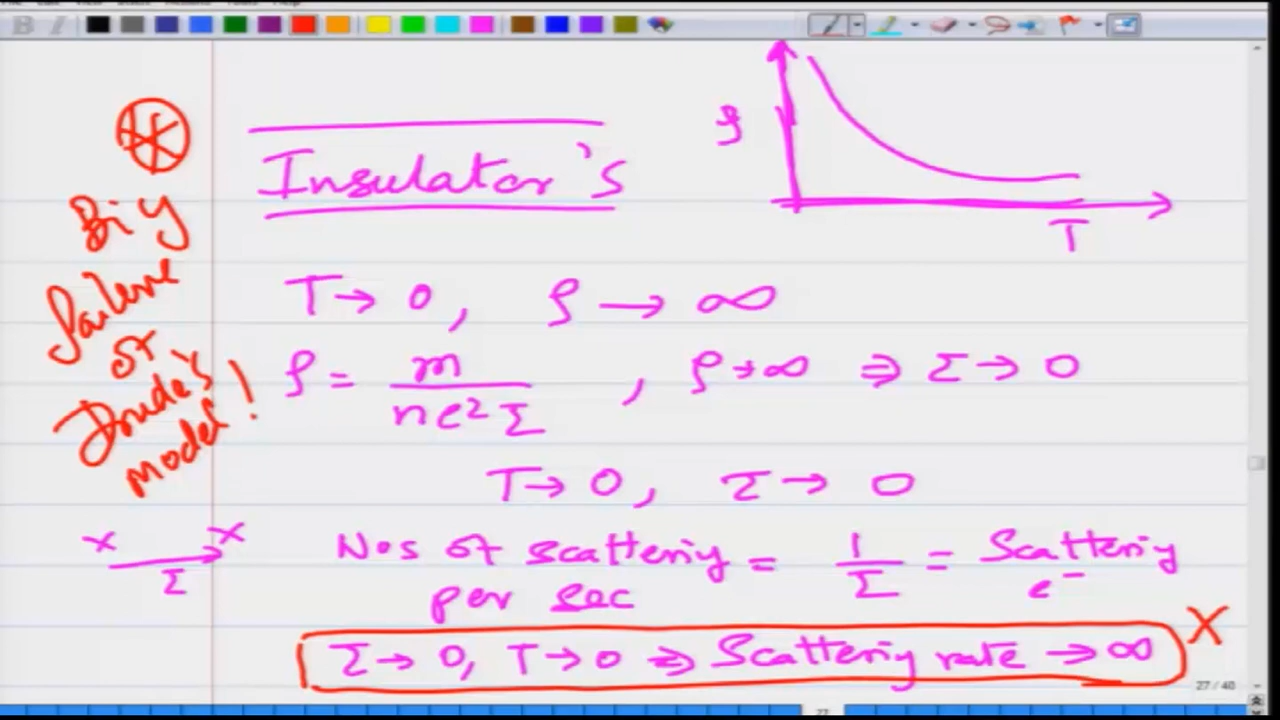 ρ
T
Insulator's
T → 0, ρ → ∞
ρ = m / ne²τ , ρ → ∞ ⇒ τ → 0
T → 0, τ → 0
Nos of scattering per sec = 1/τ = Scattering e⁻
τ → 0, T → 0 ⇒ Scattering rate → ∞ X
Big
failure
of
Drude's
model!
x x
τ
27 / 40
27